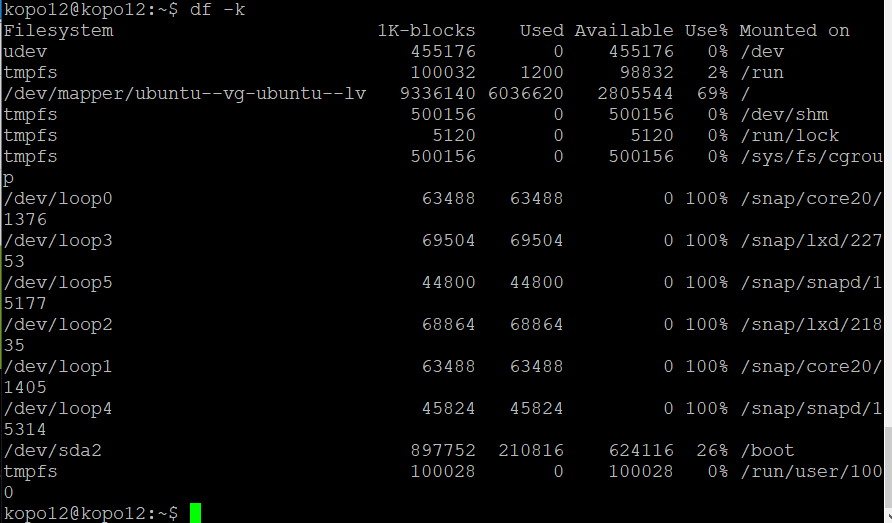 kopo12@kopo12:~$ df -k
Filesystem                        1K-blocks    Used Available Use% Mounted on
udev                                 455176       0    455176   0% /dev
tmpfs                                100032    1200     98832   2% /run
/dev/mapper/ubuntu--vg-ubuntu--lv   9336140 6036620   2805544  69% /
tmpfs                                500156       0    500156   0% /dev/shm
tmpfs                                  5120       0      5120   0% /run/lock
tmpfs                                500156       0    500156   0% /sys/fs/cgrou
p
/dev/loop0                            63488   63488         0 100% /snap/core20/
1376
/dev/loop3                            69504   69504         0 100% /snap/lxd/227
53
/dev/loop5                            44800   44800         0 100% /snap/snapd/1
5177
/dev/loop2                            68864   68864         0 100% /snap/lxd/218
35
/dev/loop1                            63488   63488         0 100% /snap/core20/
1405
/dev/loop4                            45824   45824         0 100% /snap/snapd/1
5314
/dev/sda2                            897752  210816    624116  26% /boot
tmpfs                                100028       0    100028   0% /run/user/100
0
kopo12@kopo12:~$